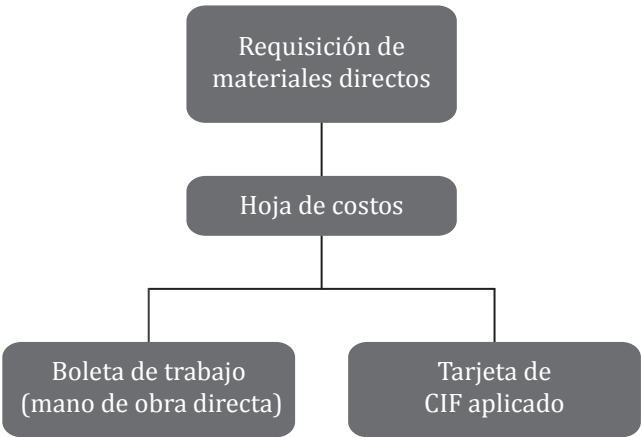 Requisición de
materiales directos
Hoja de costos
Boleta de trabajo
(mano de obra directa)
Tarjeta de
CIF aplicado